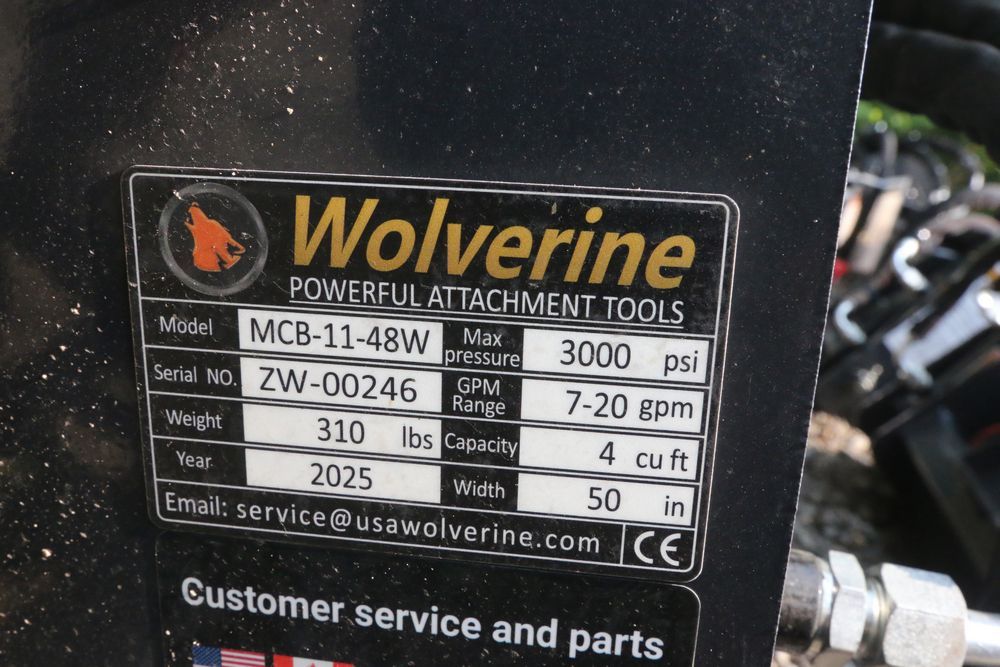 Wolverine
POWERFUL ATTACHMENT TOOLS
Model MCB-11-48W Max pressure 3000 psi
Serial NO. ZW-00246 GPM Range 7-20 gpm
Weight 310 lbs Capacity 4 cu ft
Year 2025 Width 50 in
Email: service@usawolverine.com CE
Customer service and parts